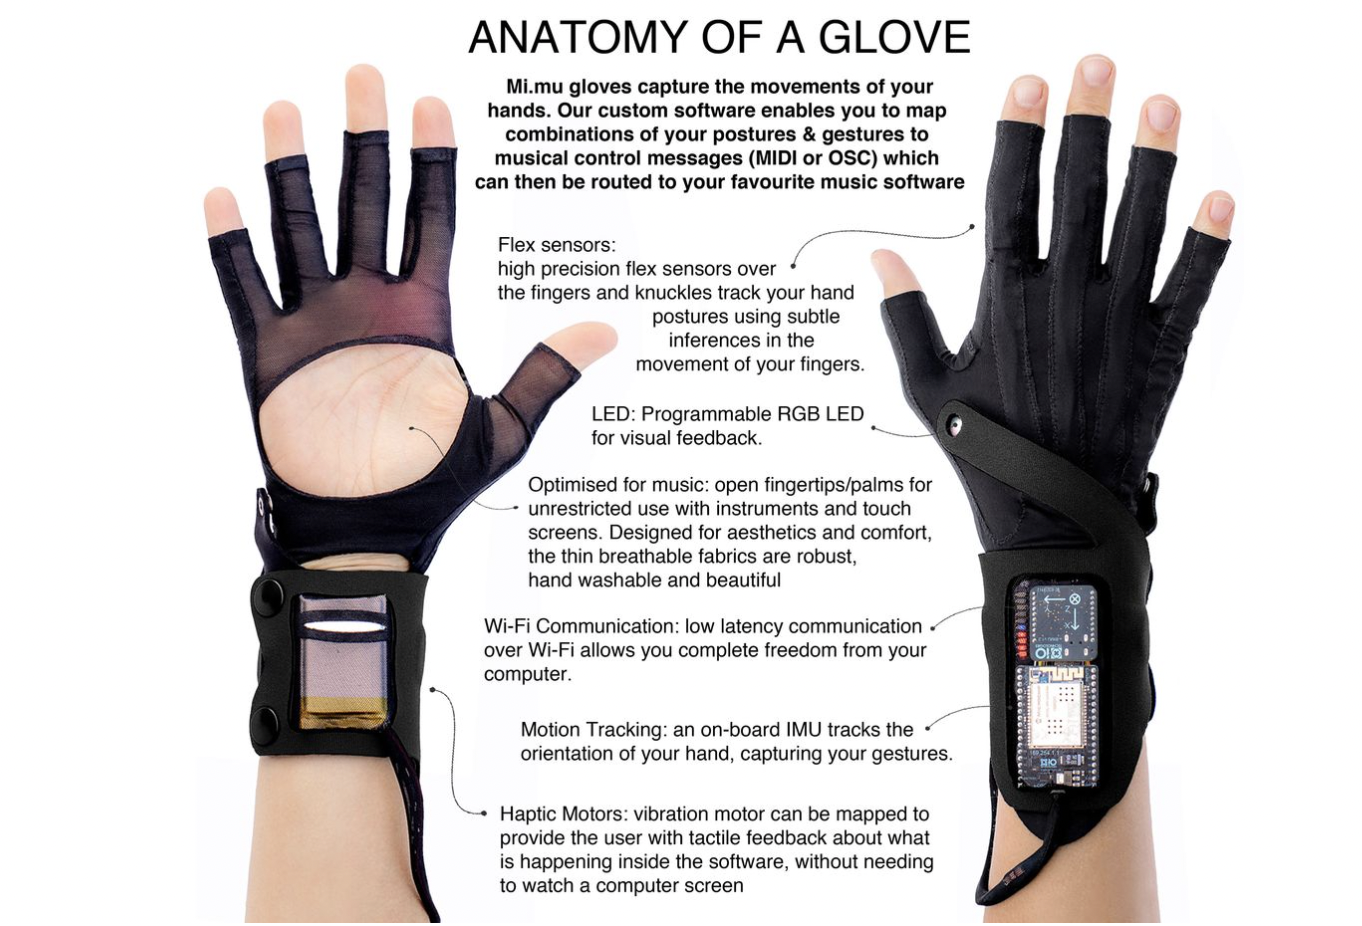 ANATOMY OF A GLOVE
Mi.mu gloves capture the movements of your
hands. Our custom software enables you to map
combinations of your postures & gestures to
musical control messages (MIDI or OSC) which
can then be routed to your favourite music software
Flex sensors:
high precision flex sensors over
the fingers and knuckles track your hand
postures using subtle
inferences in the
movement of your fingers.
LED: Programmable RGB LED
for visual feedback.
Optimised for music: open fingertips/palms for
unrestricted use with instruments and touch
screens. Designed for aesthetics and comfort,
the thin breathable fabrics are robust,
hand washable and beautiful
Wi-Fi Communication: low latency communication
over Wi-Fi allows you complete freedom from your
computer.
Motion Tracking: an on-board IMU tracks the
orientation of your hand, capturing your gestures.
Haptic Motors: vibration motor can be mapped to
provide the user with tactile feedback about what
is happening inside the software, without needing
to watch a computer screen